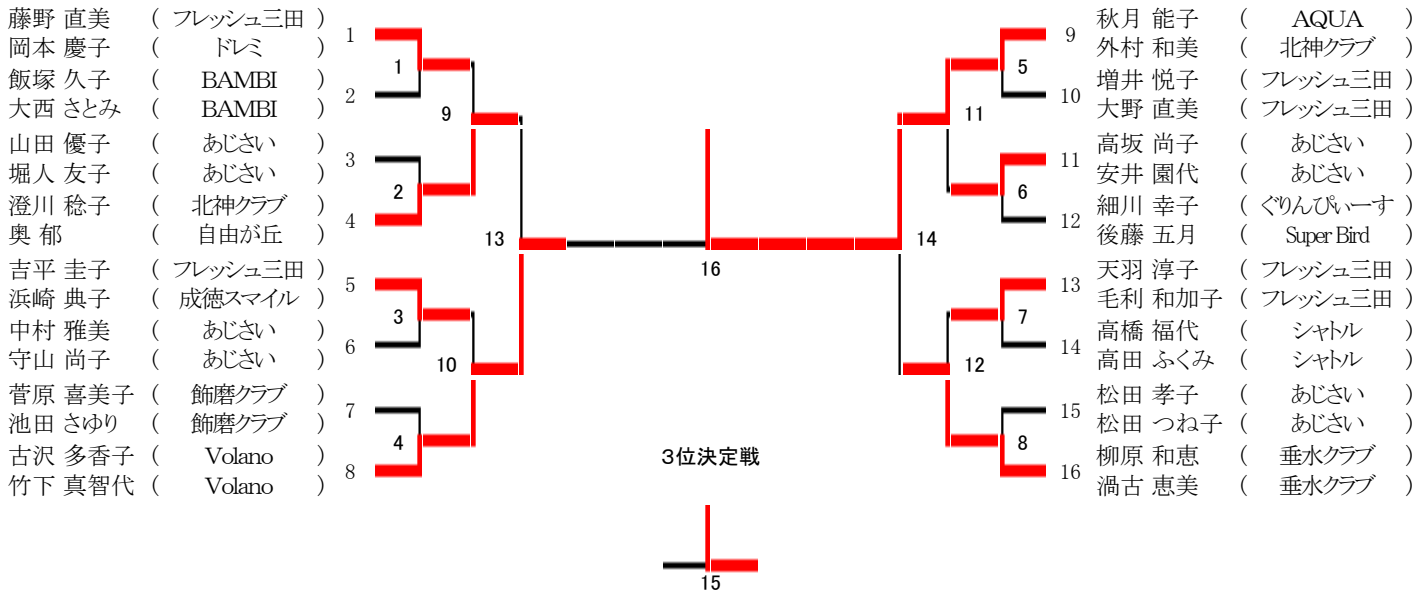 藤野 直美 ( フレッシュ三田 )
岡本 慶子 ( ドレミ )
1
飯塚 久子 ( BAMBI )
大西 さとみ ( BAMBI )
2
山田 優子 ( あじさい )
堀人 友子 ( あじさい )
3
澄川 稔子 ( 北神クラブ )
奥 郁 ( 自由が丘 )
4
吉平 圭子 ( フレッシュ三田 )
浜崎 典子 ( 成徳スマイル )
5
中村 雅美 ( あじさい )
守山 尚子 ( あじさい )
6
菅原 喜美子 ( 飾磨クラブ )
池田 さゆり ( 飾磨クラブ )
7
古沢 多香子 ( Volano )
竹下 真智代 ( Volano )
8
1
2
3
4
9
10
13
16
3位決定戦
15
14
11
12
5
6
7
8
9
秋月 能子 ( AQUA )
外村 和美 ( 北神クラブ )
10
増井 悦子 ( フレッシュ三田 )
大野 直美 ( フレッシュ三田 )
11
高坂 尚子 ( あじさい )
安井 園代 ( あじさい )
12
細川 幸子 ( ぐりんぴぃーす )
後藤 五月 ( Super Bird )
13
天羽 淳子 ( フレッシュ三田 )
毛利 和加子 ( フレッシュ三田 )
14
高橋 福代 ( シャトル )
高田 ふくみ ( シャトル )
15
松田 孝子 ( あじさい )
松田 つね子 ( あじさい )
16
柳原 和恵 ( 垂水クラブ )
渦古 恵美 ( 垂水クラブ )